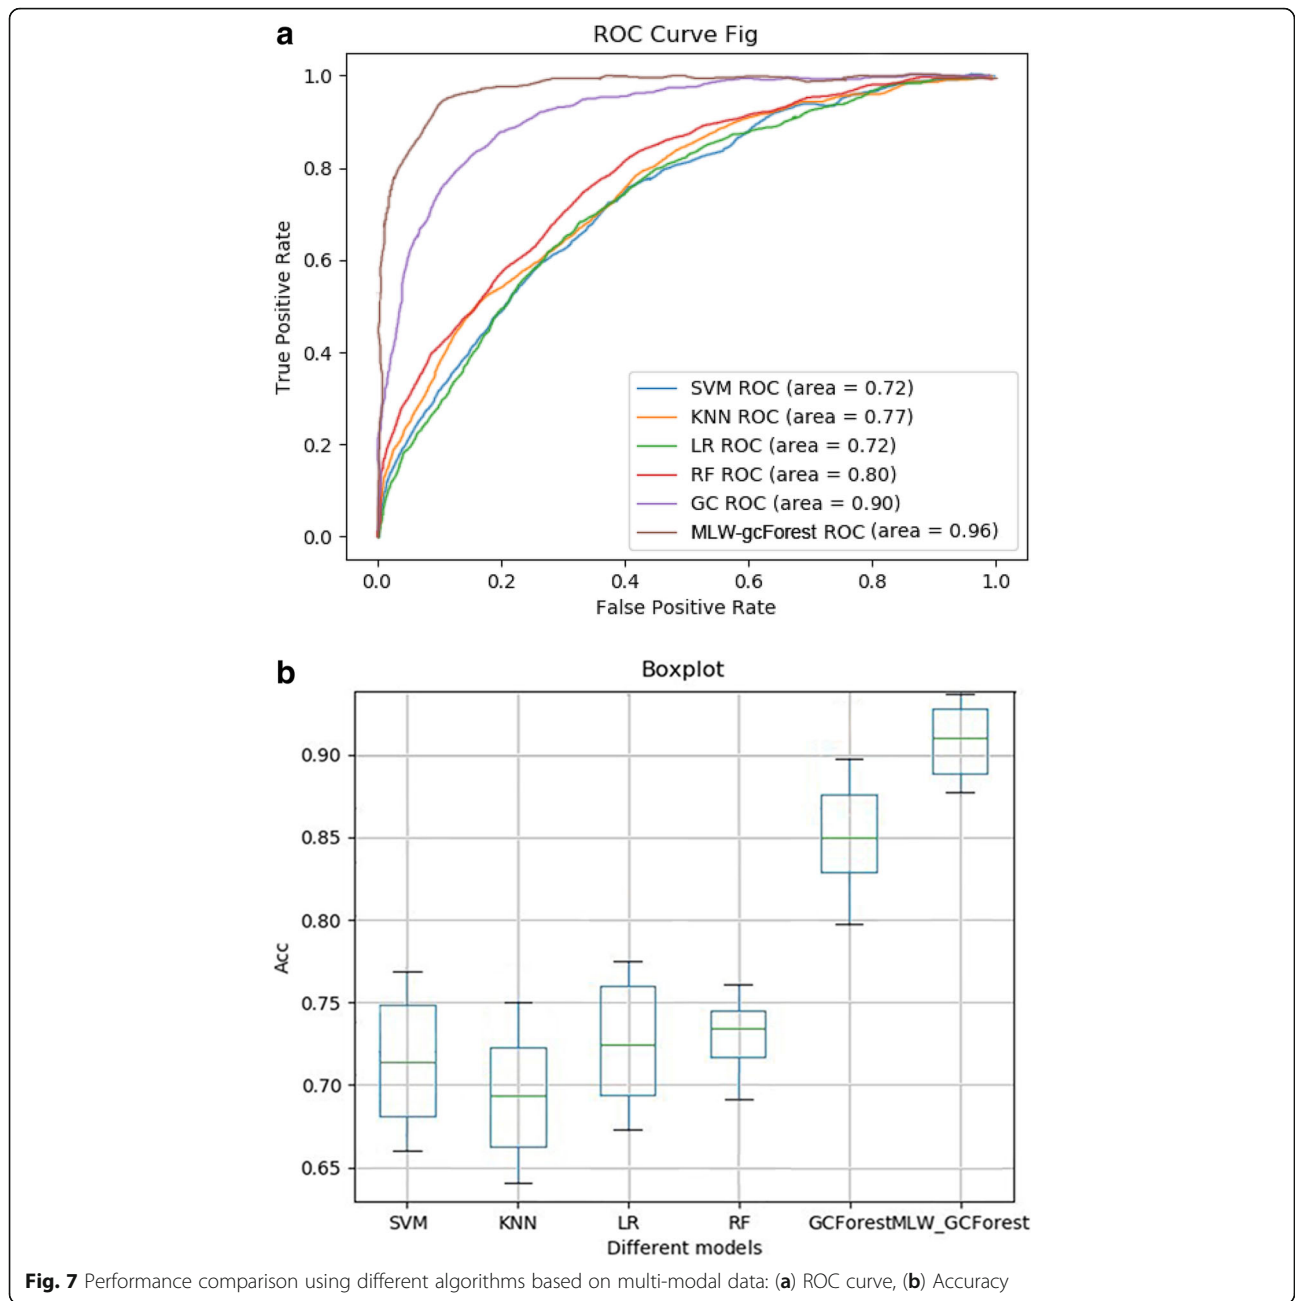 a
ROC Curve Fig
1.0
0.8
0.6
0.4
0.2
0.0
True Positive Rate
SVM ROC (area = 0.72)
KNN ROC (area = 0.77)
LR ROC (area = 0.72)
RF ROC (area = 0.80)
GC ROC (area = 0.90)
MLW-gcForest ROC (area = 0.96)
0.0 0.2 0.4 0.6 0.8 1.0
False Positive Rate
b
Boxplot
0.90
0.85
0.80
0.75
0.70
0.65
Acc
SVM KNN LR RF GCForest MLW_GCForest
Different models
Fig. 7 Performance comparison using different algorithms based on multi-modal data: (a) ROC curve, (b) Accuracy